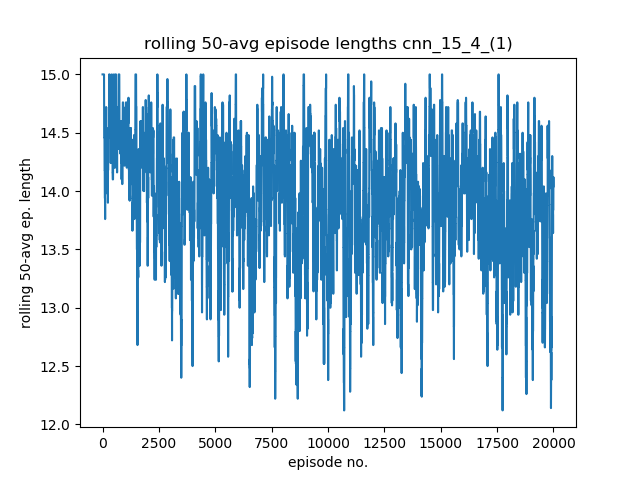 rolling 50-avg episode lengths cnn_15_4_(1)
rolling 50-avg ep. length
15.0
14.5
14.0
13.5
13.0
12.5
12.0
0 2500 5000 7500 10000 12500 15000 17500 20000
episode no.